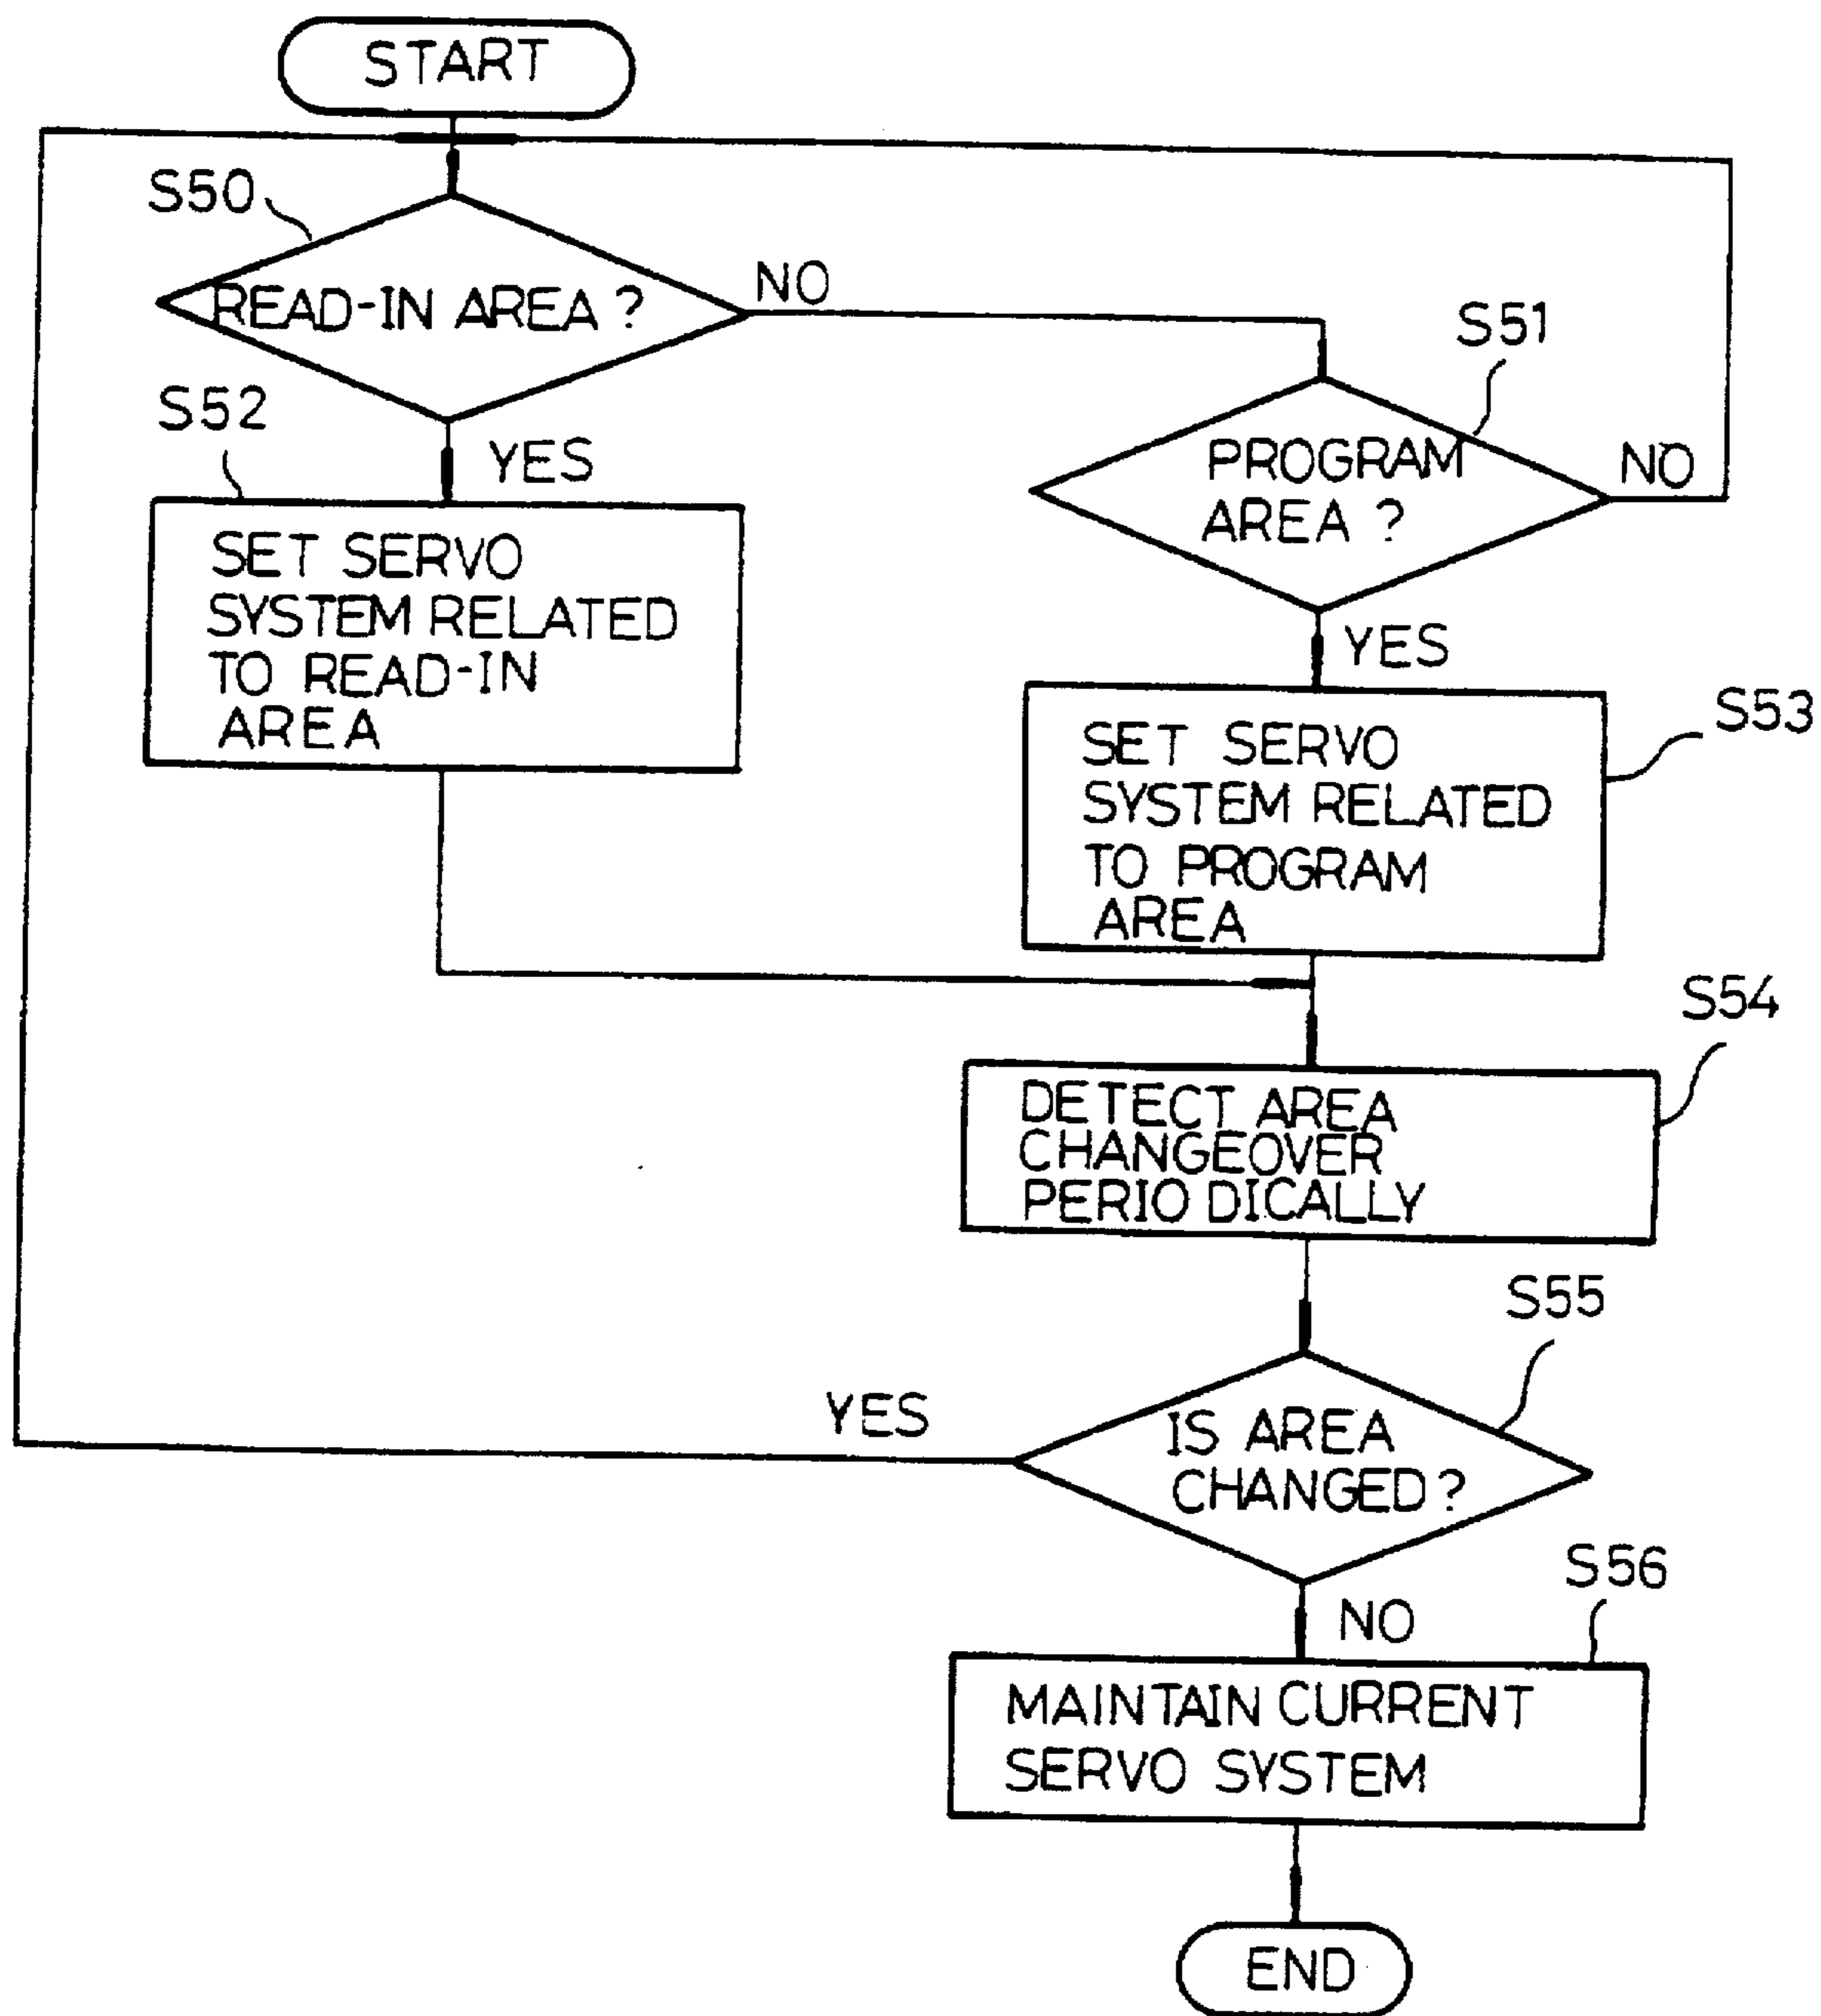 START
S50
READ-IN AREA ?
NO
S51
S52
YES
PROGRAM
AREA ?
NO
SET SERVO
SYSTEM RELATED
TO READ-IN
AREA
YES
S53
SET SERVO
SYSTEM RELATED
TO PROGRAM
AREA
S54
DETECT AREA
CHANGEOVER
PERIO DICALLY
S55
YES
IS AREA
CHANGED ?
S56
NO
MAINTAIN CURRENT
SERVO SYSTEM
END